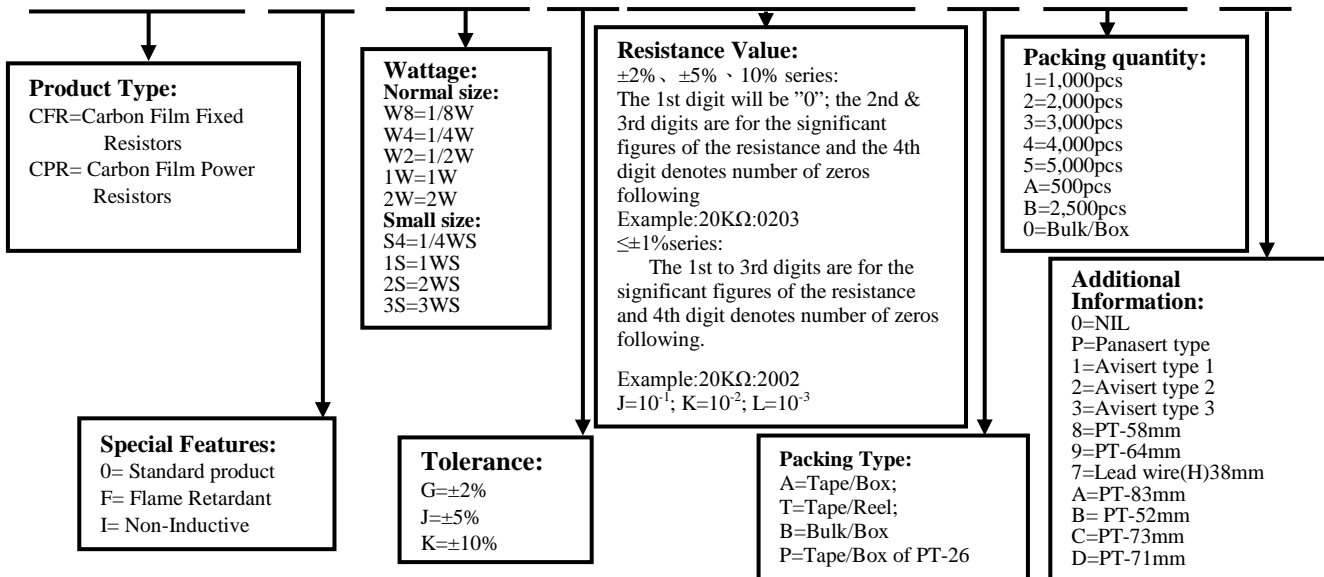 Product Type:
CFR=Carbon Film Fixed
Resistors
CPR= Carbon Film Power
Resistors
Special Features:
0= Standard product
F= Flame Retardant
I= Non-Inductive
Wattage:
Normal size:
W8=1/8W
W4=1/4W
W2=1/2W
1W=1W
2W=2W
Small size:
S4=1/4WS
1S=1WS
2S=2WS
3S=3WS
Tolerance:
G=±2%
J=±5%
K=±10%
Resistance Value:
±2%、±5%、10% series:
The 1st digit will be ”0”; the 2nd &
3rd digits are for the significant
figures of the resistance and the 4th
digit denotes number of zeros
following
Example:20KΩ:0203
≤±1%series:
The 1st to 3rd digits are for the
significant figures of the resistance
and 4th digit denotes number of zeros
following.
Example:20KΩ:2002
J=10⁻¹; K=10⁻²; L=10⁻³
Packing Type:
A=Tape/Box;
T=Tape/Reel;
B=Bulk/Box
P=Tape/Box of PT-26
Packing quantity:
1=1,000pcs
2=2,000pcs
3=3,000pcs
4=4,000pcs
5=5,000pcs
A=500pcs
B=2,500pcs
0=Bulk/Box
Additional
Information:
0=NIL
P=Panasert type
1=Avisert type 1
2=Avisert type 2
3=Avisert type 3
8=PT-58mm
9=PT-64mm
7=Lead wire(H)38mm
A=PT-83mm
B= PT-52mm
C=PT-73mm
D=PT-71mm